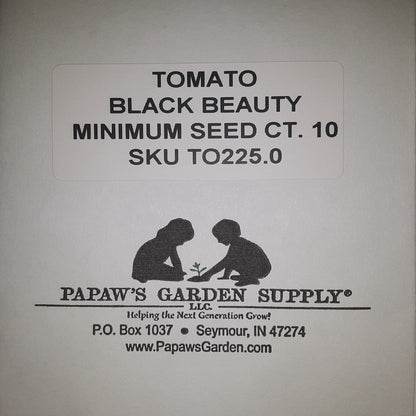 TOMATO
BLACK BEAUTY
MINIMUM SEED CT. 10
SKU TO225.0
PAPAW'S GARDEN SUPPLY®
LLC.
Helping the Next Generation Grow!
P.O. Box 1037 • Seymour, IN 47274
www.PapawsGarden.com